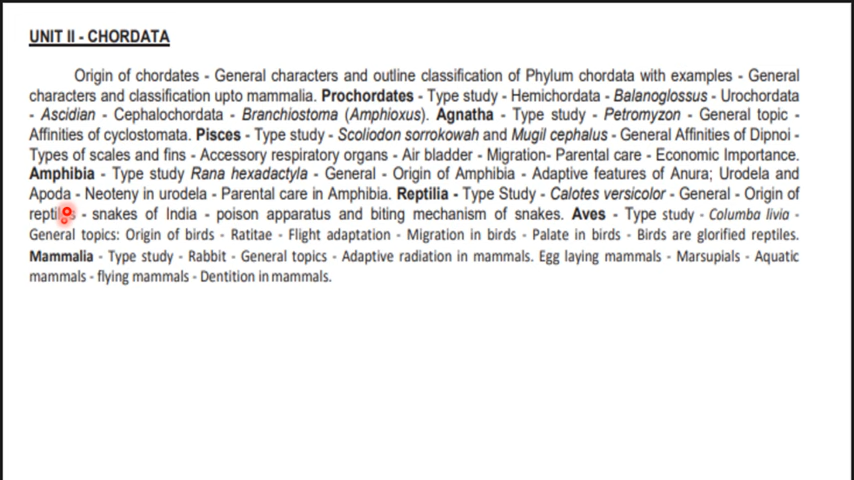 UNIT II - CHORDATA
Origin of chordates - General characters and outline classification of Phylum chordata with examples - General
characters and classification upto mammalia. Prochordates - Type study - Hemichordata - Balanoglossus - Urochordata
- Ascidian - Cephalochordata - Branchiostoma (Amphioxus). Agnatha - Type study - Petromyzon - General topic -
Affinities of cyclostomata. Pisces - Type study - Scoliodon sorrokowah and Mugil cephalus - General Affinities of Dipnoi -
Types of scales and fins - Accessory respiratory organs - Air bladder - Migration- Parental care - Economic Importance.
Amphibia - Type study Rana hexadactyla - General - Origin of Amphibia - Adaptive features of Anura; Urodela and
Apoda - Neoteny in urodela - Parental care in Amphibia. Reptilia - Type Study - Calotes versicolor - General - Origin of
reptiles - snakes of India - poison apparatus and biting mechanism of snakes. Aves - Type study - Columba livia -
General topics: Origin of birds - Ratitae - Flight adaptation - Migration in birds - Palate in birds - Birds are glorified reptiles.
Mammalia - Type study - Rabbit - General topics - Adaptive radiation in mammals. Egg laying mammals - Marsupials - Aquatic
mammals - flying mammals - Dentition in mammals.